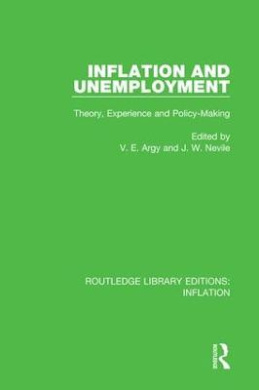 INFLATION AND
UNEMPLOYMENT
Theory, Experience and Policy-Making
Edited by
V. E. Argy and J. W. Nevile
ROUTLEDGE LIBRARY EDITIONS:
INFLATION
ROUTLEDGE